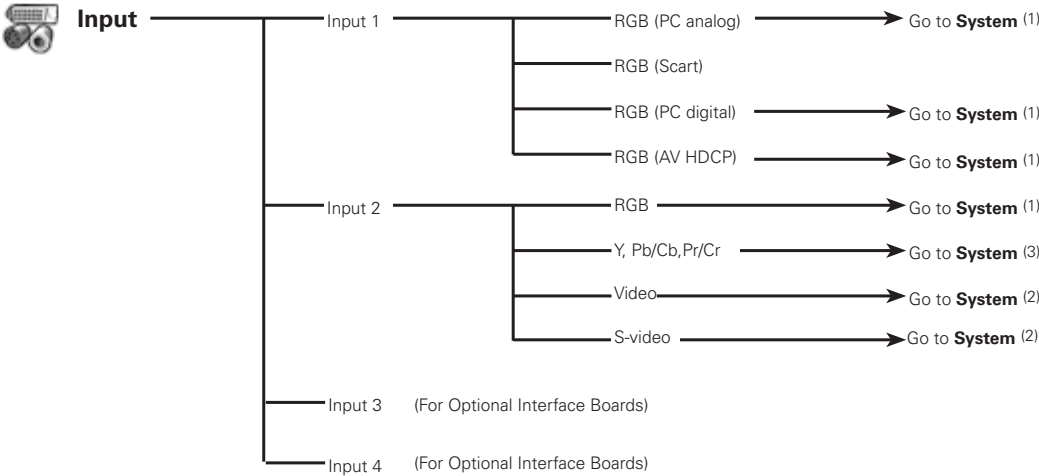 Input
Input 1
RGB (PC analog)
Go to System (1)
RGB (Scart)
RGB (PC digital)
Go to System (1)
RGB (AV HDCP)
Go to System (1)
Input 2
RGB
Go to System (1)
Y, Pb/Cb,Pr/Cr
Go to System (3)
Video
Go to System (2)
S-video
Go to System (2)
Input 3 (For Optional Interface Boards)
Input 4 (For Optional Interface Boards)